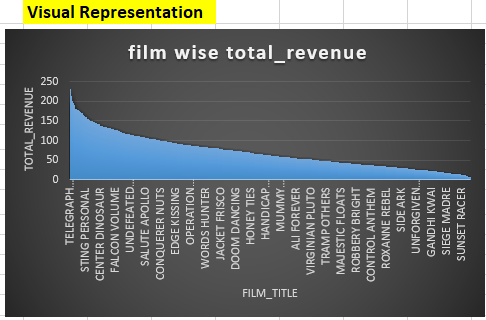 Visual Representation
film wise total_revenue
TOTAL_REVENUE
250
200
150
100
50
0
TELEGRAPH...
STING PERSONAL
CENTER DINOSAUR
FALCON VOLUME
UNDEFEATED...
SALUTE APOLLO
CONQUERER NUTS
EDGE KISSING
OPERATION...
WORDS HUNTER
JACKET FRISCO
DOOM DANCING
HONEY TIES
HANDICAP...
MUMMY...
ALI FOREVER
VIRGINIAN PLUTO
TRAMP OTHERS
MAJESTIC FLOATS
ROBBERY BRIGHT
CONTROL ANTHEM
ROXANNE REBEL
SIDE ARK
UNFORGIVEN...
GANDHI KWAI
SIEGE MADRE
SUNSET RACER
FILM_TITLE